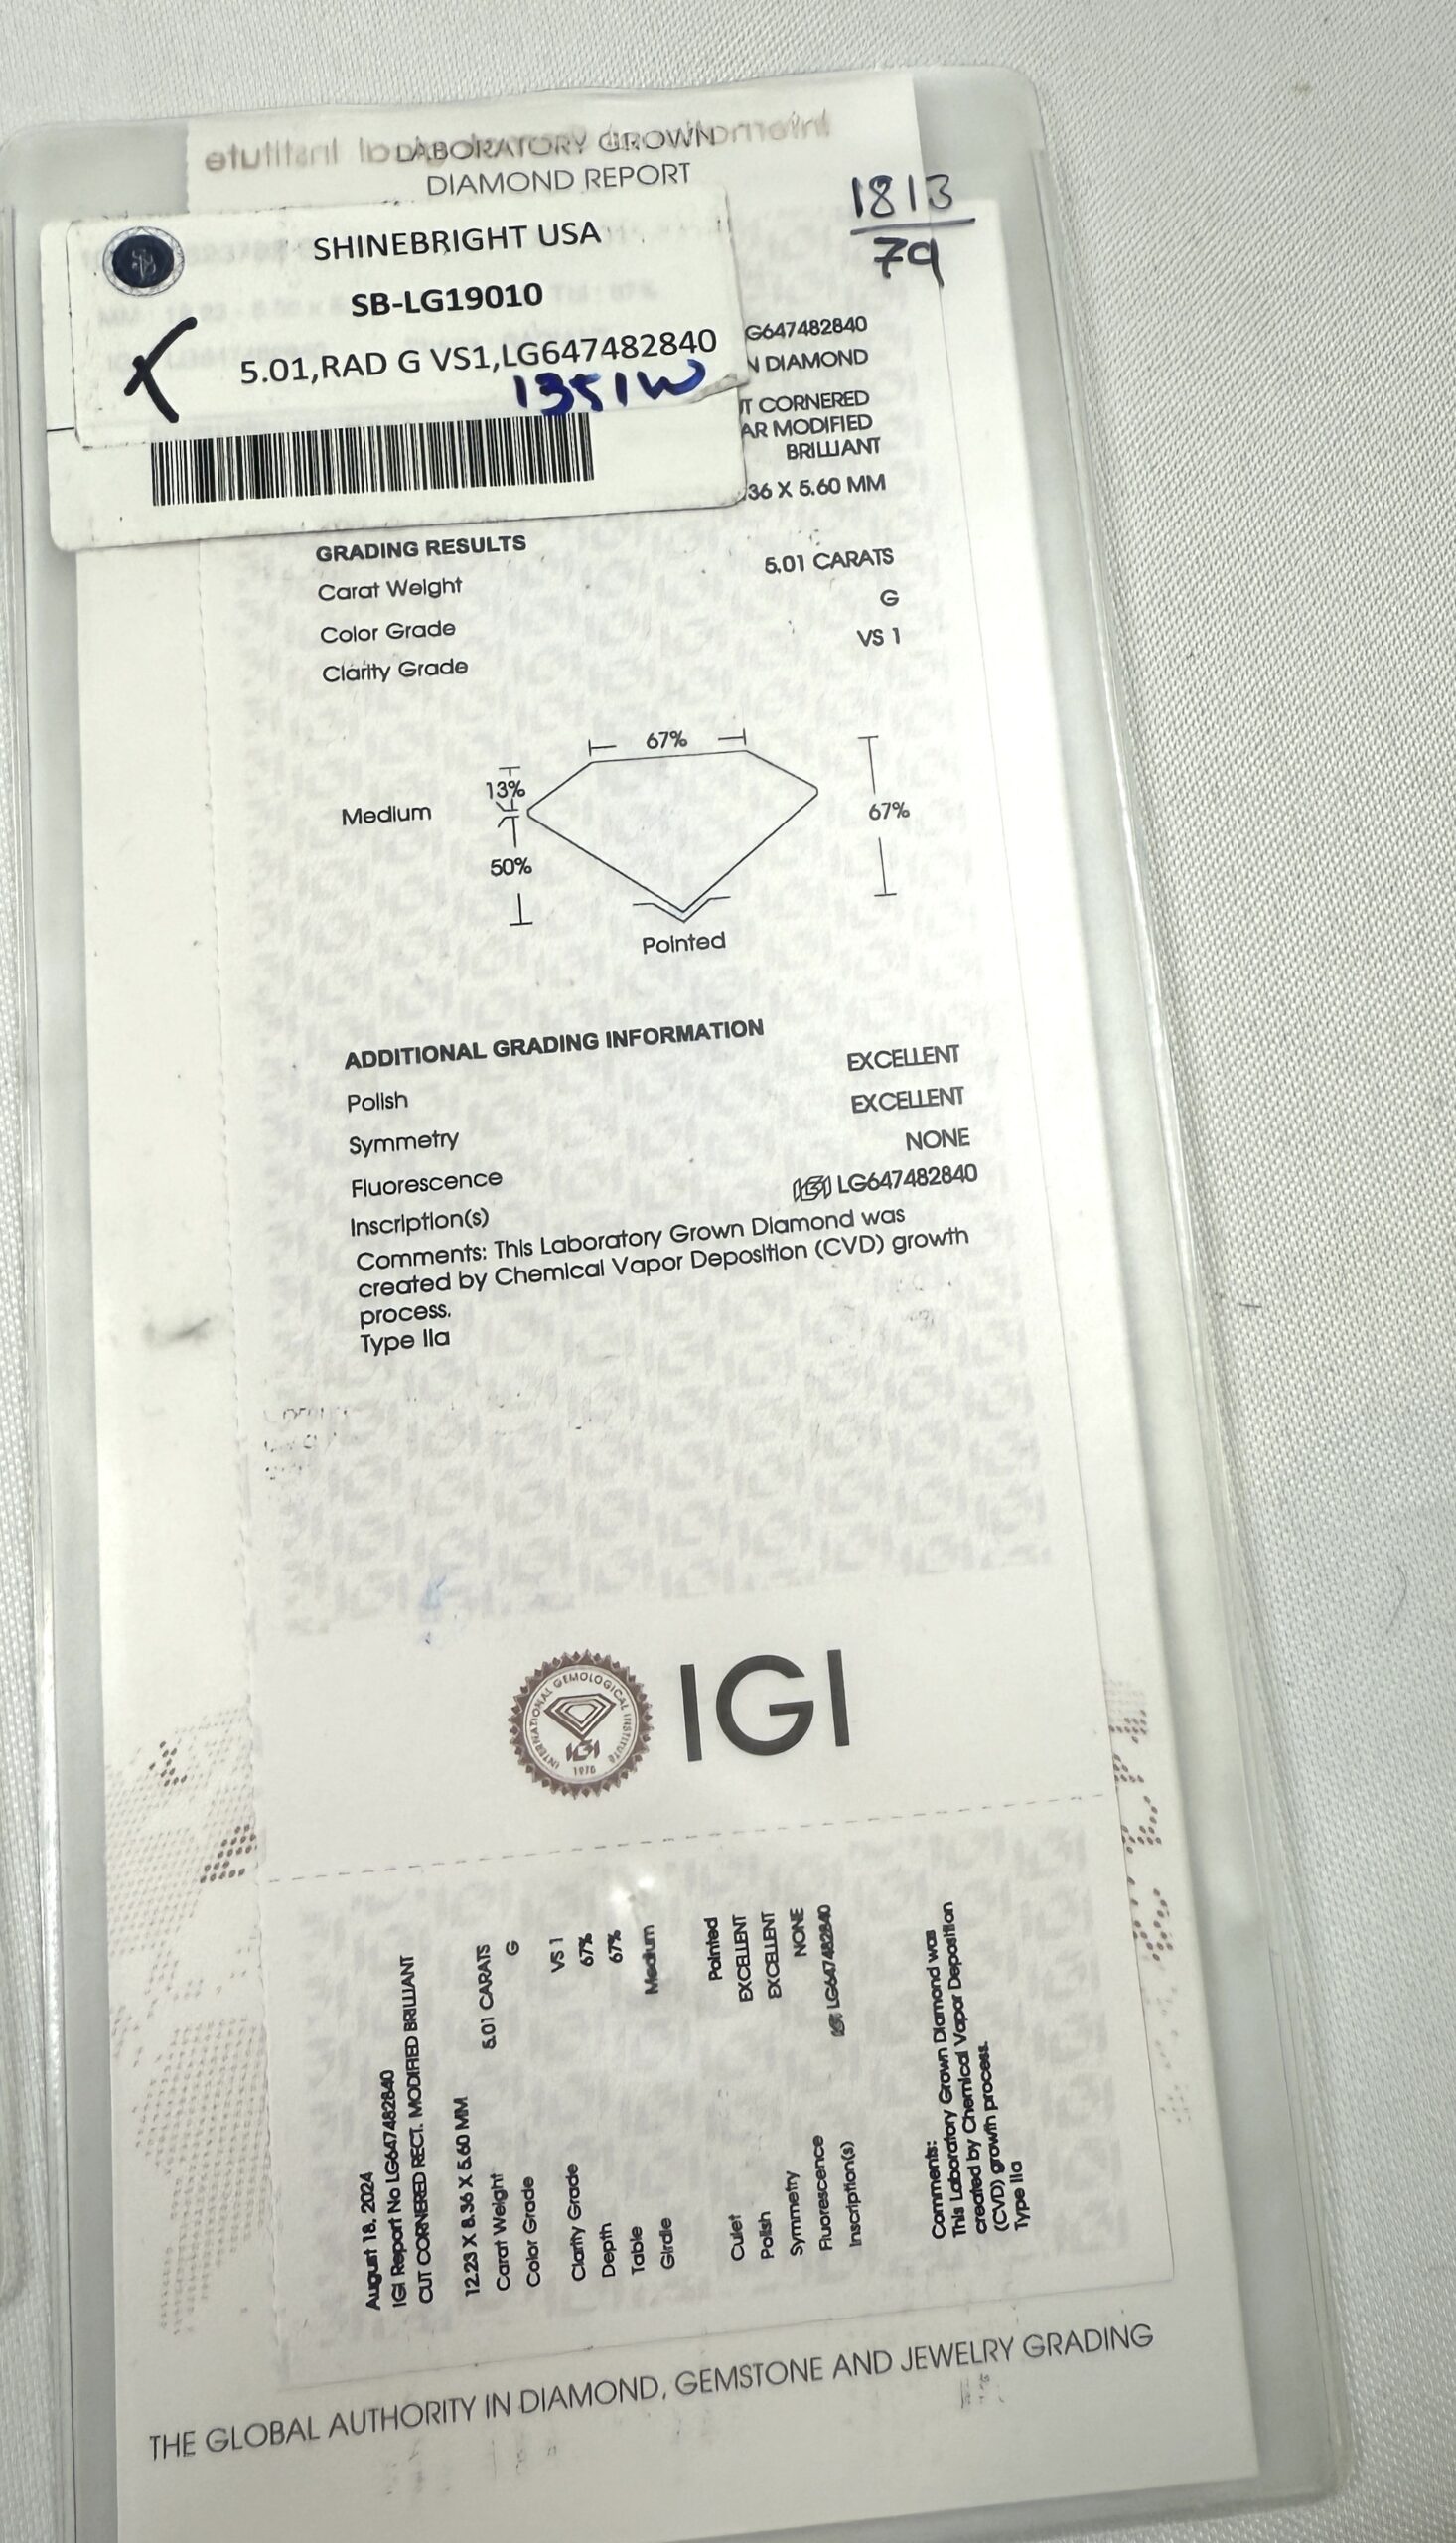 LABORATORY GROWN
DIAMOND REPORT
1813
79
SHINEBRIGHT USA
SB-LG19010
5.01,RAD G VS1,LG647482840
1351W
G647482840
N DIAMOND
T CORNERED
AR MODIFIED
BRILLIANT
.36 X 5.60 MM
GRADING RESULTS
Carat Weight 5.01 CARATS
Color Grade G
Clarity Grade VS 1
67%
13%
Medium
67%
50%
Pointed
ADDITIONAL GRADING INFORMATION
Polish EXCELLENT
Symmetry EXCELLENT
Fluorescence NONE
Inscription(s) IGI LG647482840
Comments: This Laboratory Grown Diamond was
created by Chemical Vapor Deposition (CVD) growth
process.
Type IIa
INTERNATIONAL GEMOLOGICAL INSTITUTE
IGI
1975
IGI
August 18, 2024
IGI Report No LG647482840
CUT CORNERED RECT. MODIFIED BRILLIANT
12.23 X 8.36 X 5.60 MM
Carat Weight 5.01 CARATS
Color Grade G
Clarity Grade VS 1
Depth 67%
Table 67%
Girdle Medium
Culet Pointed
Polish EXCELLENT
Symmetry EXCELLENT
Fluorescence NONE
Inscription(s) IGI LG647482840
Comments:
This Laboratory Grown Diamond was
created by Chemical Vapor Deposition
(CVD) growth process.
Type IIa
THE GLOBAL AUTHORITY IN DIAMOND, GEMSTONE AND JEWELRY GRADING